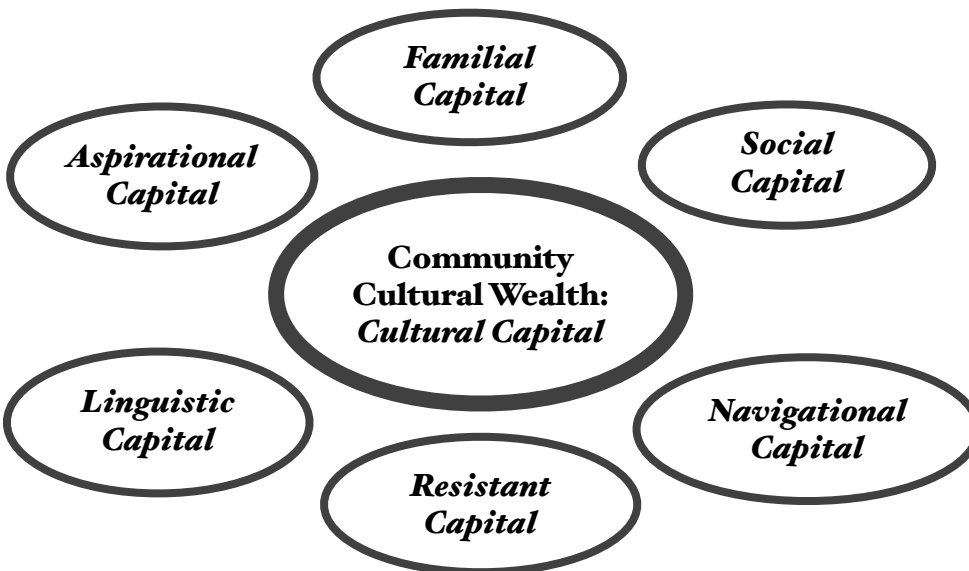 Familial
Capital
Aspirational
Capital
Social
Capital
Community
Cultural Wealth:
Cultural Capital
Linguistic
Capital
Navigational
Capital
Resistant
Capital